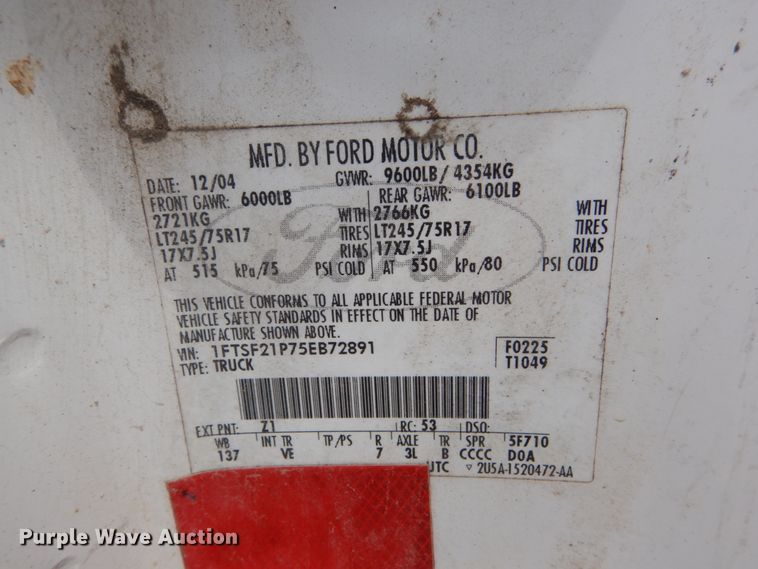 MFD. BY FORD MOTOR CO.
DATE: 12/04 GVWR: 9600LB/ 4354KG
FRONT GAWR: 6000LB REAR GAWR: 6100LB
2721KG WITH 2766KG WITH
LT245/75R17 TIRES LT245/75R17 TIRES
17X7.5J RIMS 17X7.5J RIMS
AT 515 kPa/75 PSI COLD AT 550 kPa/80 PSI COLD
Ford
THIS VEHICLE CONFORMS TO ALL APPLICABLE FEDERAL MOTOR
VEHICLE SAFETY STANDARDS IN EFFECT ON THE DATE OF
MANUFACTURE SHOWN ABOVE.
VIN: 1FTSF21P75EB72891 F0225
TYPE: TRUCK T1049
EXT PNT: Z1 RC: 53 DSO:
WB INT TR TP/PS R AXLE TR SPR 5F710
137 VE 7 3L B CCCC D0A
UTC ▿ 2U5A-1520472-AA
Purple Wave Auction